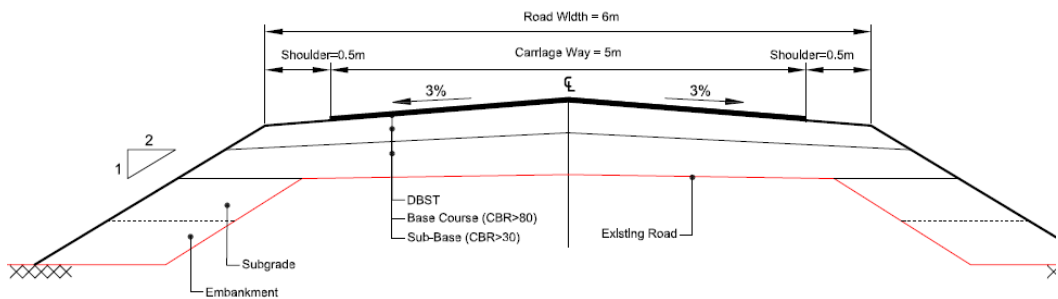 Road Width = 6m
Shoulder=0.5m
Carriage Way = 5m
Shoulder=0.5m
℄
3%
3%
2
1
DBST
Base Course (CBR>80)
Sub-Base (CBR>30)
Existing Road
Subgrade
Embankment